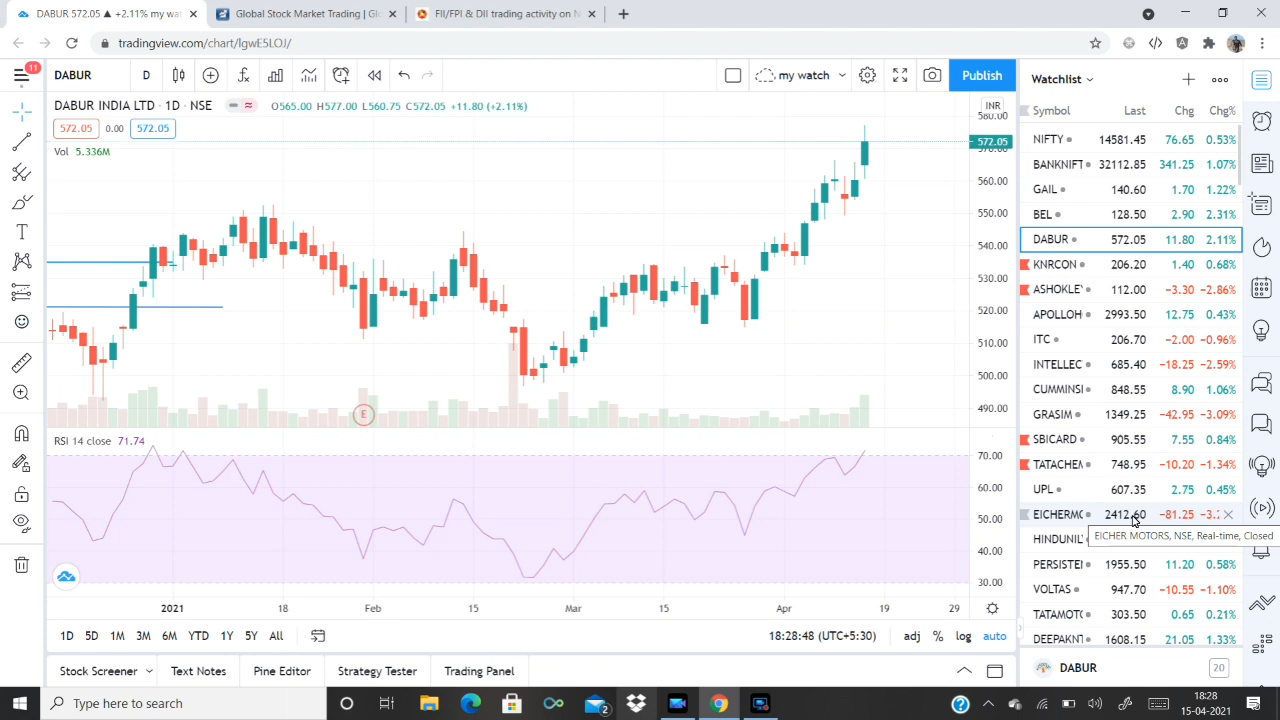 DABUR 572.05 ▲ +2.11% my wa
Global Stock Market Trading | Gl
FII/FPI & DII trading activity on N
tradingview.com/chart/lgwE5LOJ/
11
DABUR
D
my watch
Publish
Watchlist
DABUR INDIA LTD · 1D · NSE
O565.00 H577.00 L560.75 C572.05 +11.80 (+2.11%)
INR
572.05 0.00 572.05
Vol 5.336M
580.00
572.05
570.00
560.00
550.00
540.00
530.00
520.00
510.00
500.00
490.00
E
RSI 14 close 71.74
70.00
60.00
50.00
40.00
30.00
2021 18 Feb 15 Mar 15 Apr 19 29
1D 5D 1M 3M 6M YTD 1Y 5Y All
18:28:48 (UTC+5:30) adj % log auto
Stock Screener Text Notes Pine Editor Strategy Tester Trading Panel
Symbol Last Chg Chg%
NIFTY 14581.45 76.65 0.53%
BANKNIFT 32112.85 341.25 1.07%
GAIL 140.60 1.70 1.22%
BEL 128.50 2.90 2.31%
DABUR 572.05 11.80 2.11%
KNRCON 206.20 1.40 0.68%
ASHOKLE 112.00 −3.30 −2.86%
APOLLOH 2993.50 12.75 0.43%
ITC 206.70 −2.00 −0.96%
INTELLEC 685.40 −18.25 −2.59%
CUMMINS 848.55 8.90 1.06%
GRASIM 1349.25 −42.95 −3.09%
SBICARD 905.55 7.55 0.84%
TATACHEM 748.95 −10.20 −1.34%
UPL 607.35 2.75 0.45%
EICHERMO 2412.60 −81.25 −3.2
HINDUNIL
EICHER MOTORS, NSE, Real-time, Closed
PERSISTE 1955.50 11.20 0.58%
VOLTAS 947.70 −10.55 −1.10%
TATAMOT 303.50 0.65 0.21%
DEEPAKNT 1608.15 21.05 1.33%
DABUR
20
Type here to search
2
18:28
15-04-2021